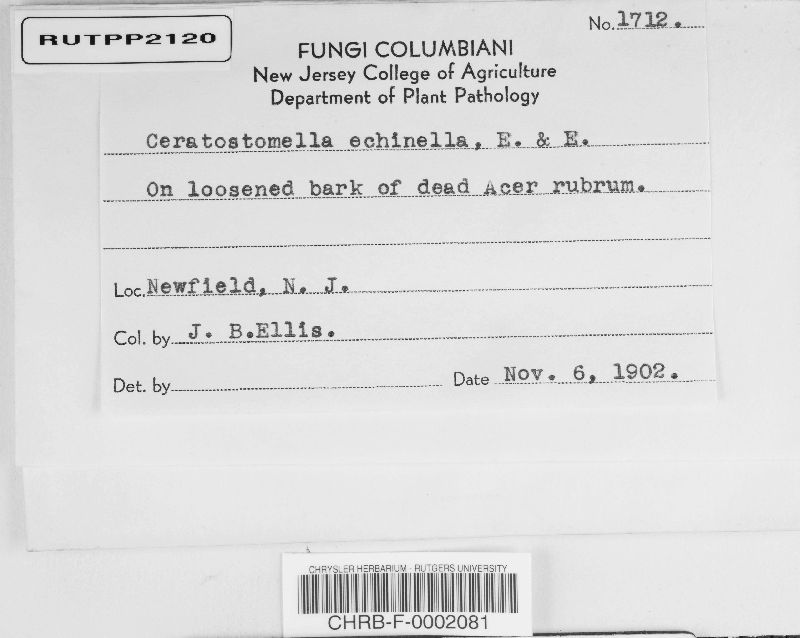 RUTPP2120
No. 1712.
FUNGI COLUMBIANI
New Jersey College of Agriculture
Department of Plant Pathology
Ceratostomella echinella, E. & E.
On loosened bark of dead Acer rubrum.
Loc. Newfield, N. J.
Col. by J. B.Ellis.
Det. by
Date Nov. 6, 1902.
CHRYSLER HERBARIUM - RUTGERS UNIVERSITY
CHRB-F-0002081